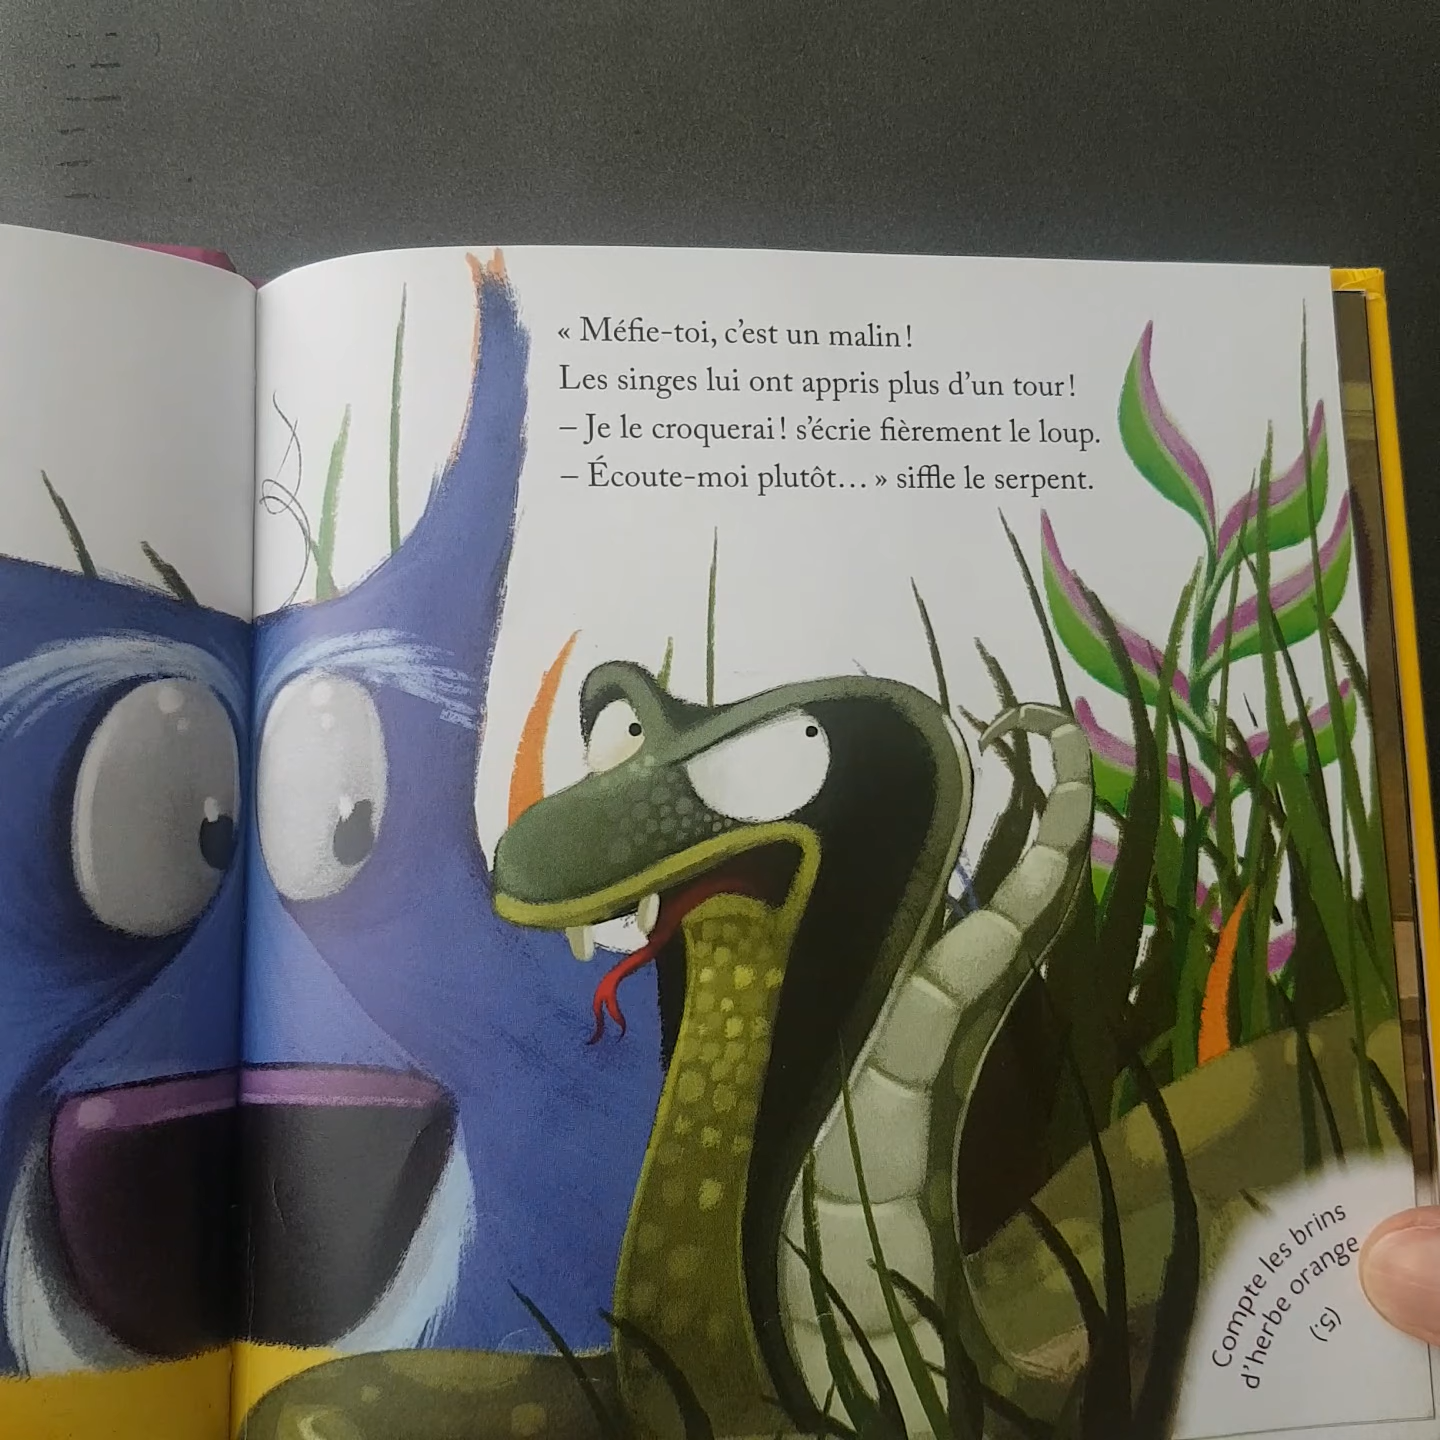 « Méfie-toi, c'est un malin !
Les singes lui ont appris plus d'un tour !
– Je le croquerai ! s'écrie fièrement le loup.
– Écoute-moi plutôt… » siffle le serpent.
Compte les brins
d'herbe orange
(5.)